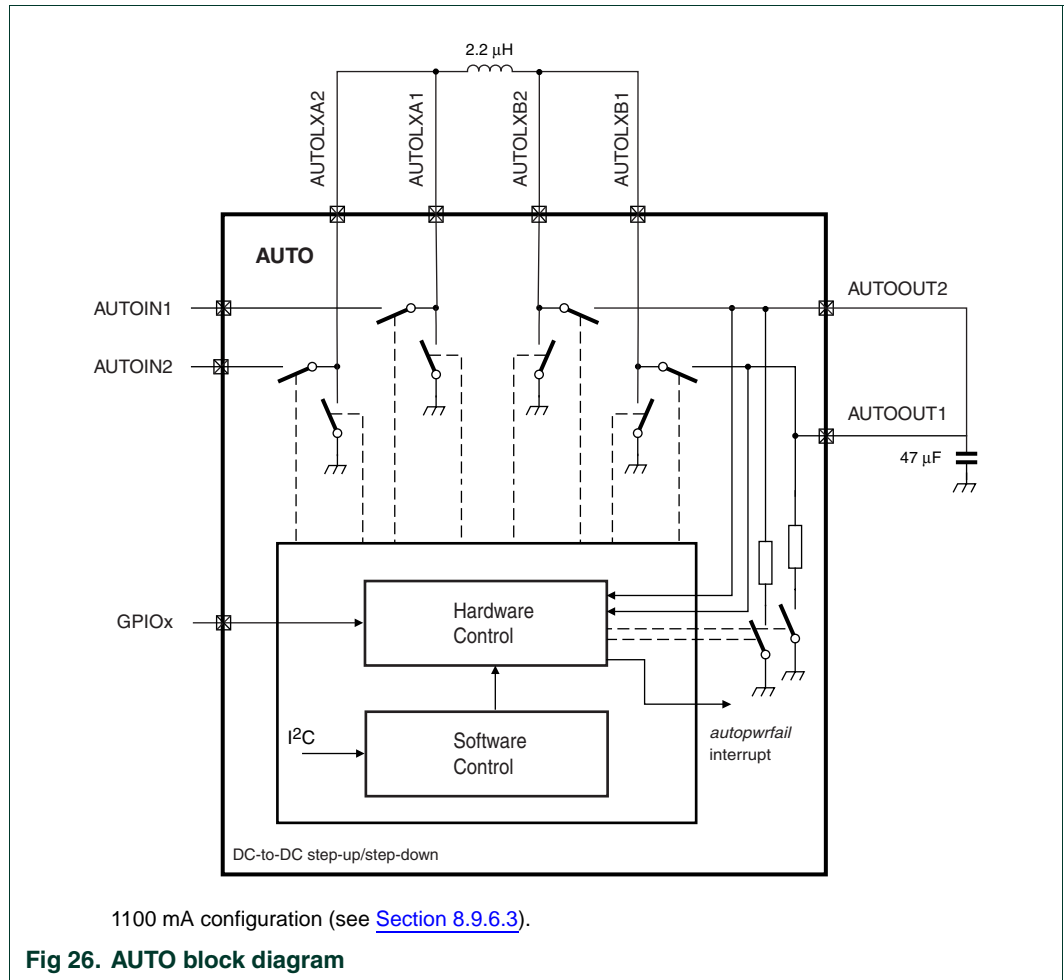 2.2 μH
AUTOLXA2
AUTOLXA1
AUTOLXB2
AUTOLXB1
AUTO
AUTOIN1
AUTOIN2
AUTOOUT2
AUTOOUT1
47 μF
GPIOx
Hardware
Control
I²C
Software
Control
autopwrfail
interrupt
DC-to-DC step-up/step-down
1100 mA configuration (see Section 8.9.6.3).
Fig 26. AUTO block diagram